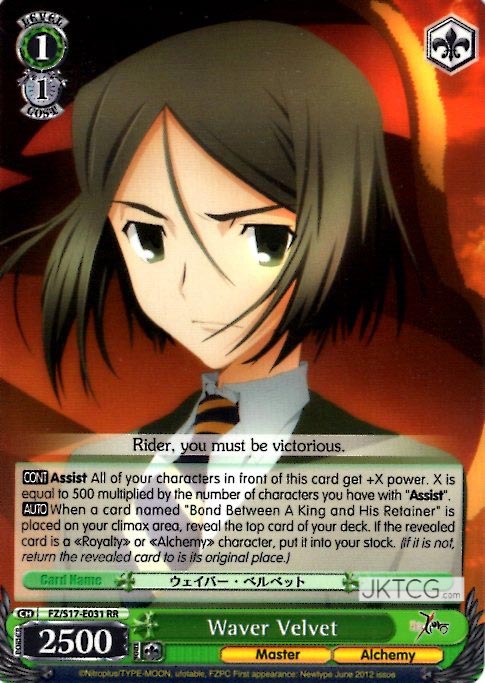 LEVEL
1
1
COST
Rider, you must be victorious.
CONT Assist All of your characters in front of this card get +X power. X is
equal to 500 multiplied by the number of characters you have with "Assist".
AUTO When a card named "Bond Between A King and His Retainer" is
placed on your climax area, reveal the top card of your deck. If the revealed
card is a «Royalty» or «Alchemy» character, put it into your stock. (If it is not,
return the revealed card to is original place.)
Card Name ウェイバー・ベルベット
JKTCG.com
CH FZ/S17-E031 RR
POWER 2500 SOUL Waver Velvet
Master Alchemy
©Nitroplus/TYPE-MOON, ufotable, FZPC First appearance: Newtype June 2012 issue